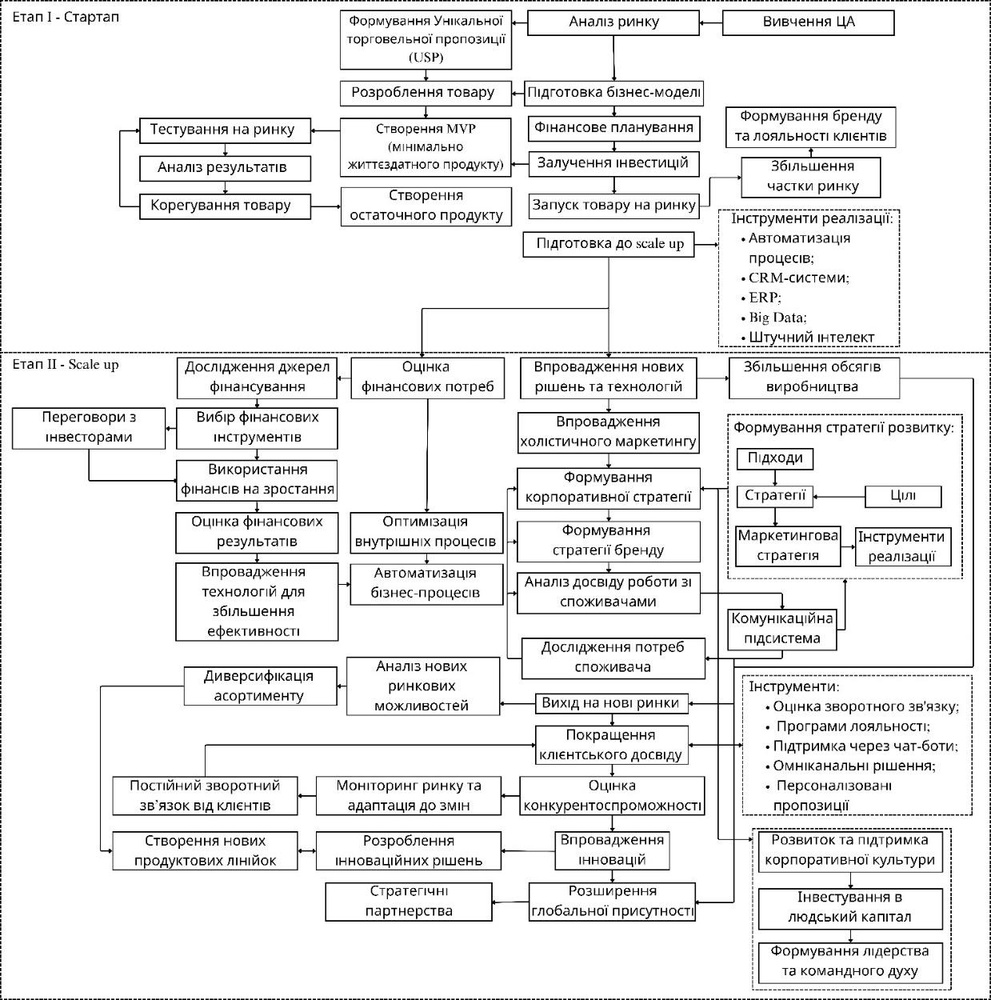 Етап I - Стартап
Формування Унікальної
торговельної пропозиції
(USP)
Аналіз ринку
Вивчення ЦА
Розроблення товару
Підготовка бізнес-моделі
Тестування на ринку
Створення MVP
(мінімально
життєздатного продукту)
Фінансове планування
Формування бренду
та лояльності клієнтів
Аналіз результатів
Залучення інвестицій
Збільшення
частки ринку
Корегування товару
Створення
остаточного продукту
Запуск товару на ринку
Підготовка до scale up
Інструменти реалізації:
• Автоматизація
процесів;
• CRM-системи;
• ERP;
• Big Data;
• Штучний інтелект
Етап II - Scale up
Дослідження джерел
фінансування
Оцінка
фінансових потреб
Впровадження нових
рішень та технологій
Збільшення обсягів
виробництва
Переговори з
інвесторами
Вибір фінансових
інструментів
Впровадження
холістичного маркетингу
Формування стратегії розвитку:
Підходи
Стратегії
Цілі
Маркетингова
стратегія
Інструменти
реалізації
Використання
фінансів на зростання
Формування
корпоративної стратегії
Оцінка фінансових
результатів
Оптимізація
внутрішніх процесів
Формування
стратегії бренду
Впровадження
технологій для
збільшення
ефективності
Автоматизація
бізнес-процесів
Аналіз досвіду роботи зі
споживачами
Комунікаційна
підсистема
Дослідження потреб
споживача
Диверсифікація
асортименту
Аналіз нових
ринкових
можливостей
Вихід на нові ринки
Інструменти:
• Оцінка зворотного зв'язку;
• Програми лояльності;
• Підтримка через чат-боти;
• Омніканальні рішення;
• Персоналізовані
пропозиції
Покращення
клієнтського досвіду
Постійний зворотний
зв'язок від клієнтів
Моніторинг ринку та
адаптація до змін
Оцінка
конкурентоспроможності
Створення нових
продуктових лінійок
Розроблення
інноваційних рішень
Впровадження
інновацій
Розвиток та підтримка
корпоративної культури
Стратегічні
партнерства
Розширення
глобальної присутності
Інвестування в
людський капітал
Формування лідерства
та командного духу